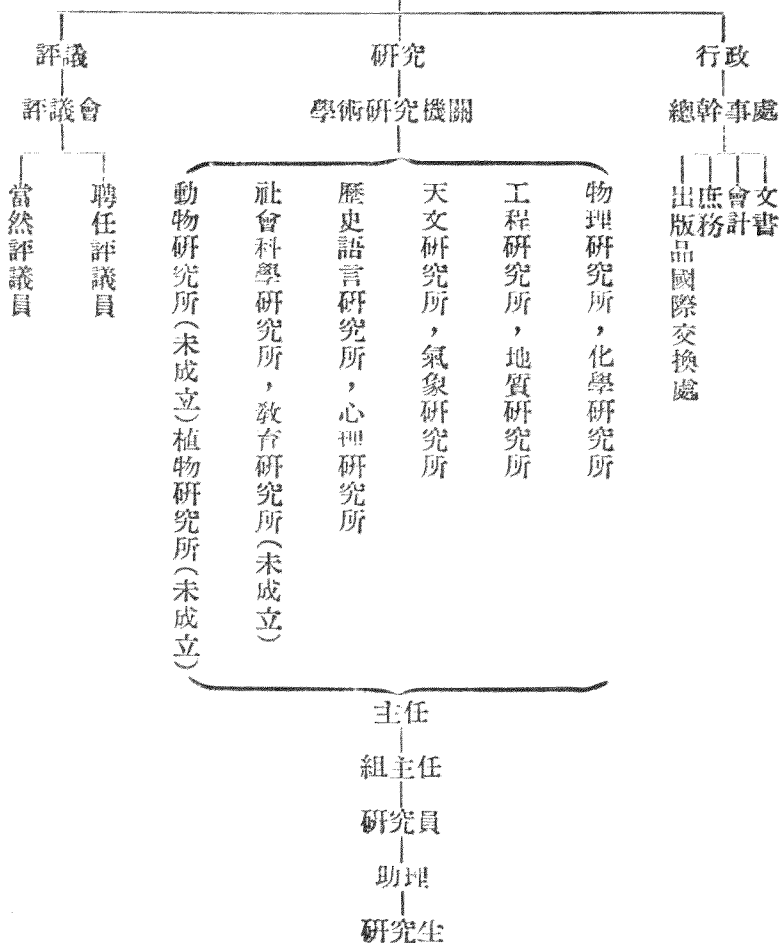 行政
總幹事處
文書
會計
庶務
出版品國際交換處
研究
學術研究機關
物理研究所，化學研究所
工程研究所，地質研究所
天文研究所，氣象研究所
歷史語言研究所，心理研究所
社會科學研究所，教育研究所(未成立)
動物研究所(未成立)植物研究所(未成立)
主任
組主任
研究員
助理
研究生
評議
評議會
聘任評議員
當然評議員